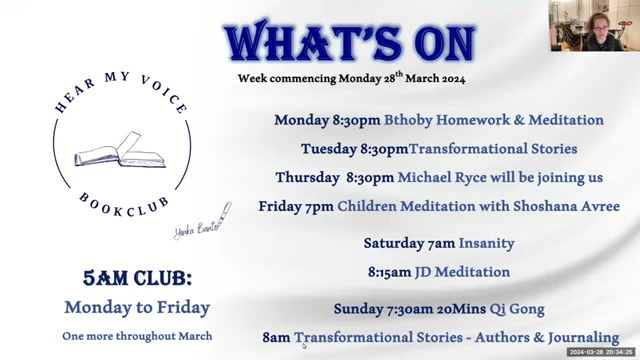 WHAT'S ON
Week commencing Monday 28th March 2024
HEAR MY VOICE
BOOKCLUB
Monday 8:30pm Bthoby Homework & Meditation
Tuesday 8:30pmTransformational Stories
Thursday 8:30pm Michael Ryce will be joining us
Friday 7pm Children Meditation with Shoshana Avree
Saturday 7am Insanity
8:15am JD Meditation
Sunday 7:30am 20Mins Qi Gong
8am Transformational Stories - Authors & Journaling
5AM CLUB:
Monday to Friday
One more throughout March
2024-03-28 20:34:25